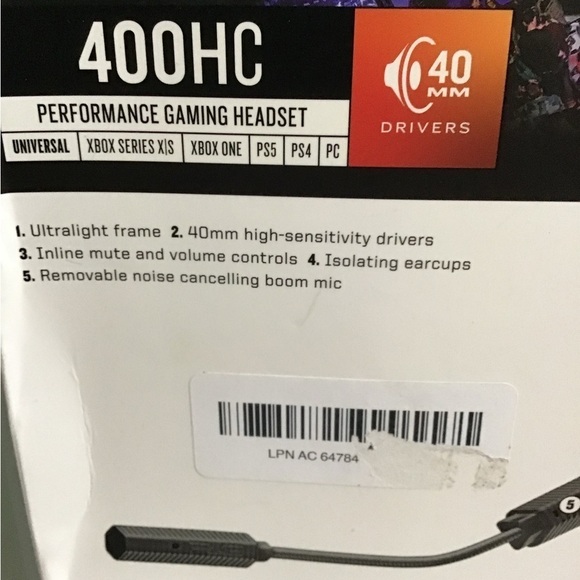 400HC
40
MM
DRIVERS
PERFORMANCE GAMING HEADSET
UNIVERSAL XBOX SERIES X|S XBOX ONE PS5 PS4 PC
1. Ultralight frame 2. 40mm high-sensitivity drivers
3. Inline mute and volume controls 4. Isolating earcups
5. Removable noise cancelling boom mic
LPN AC 64784
5